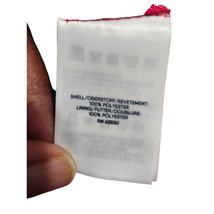 SHELL/OBERSTOFF/REVETEMENT:
100% POLYESTER
LINING/FUTTER/DOUBLURE:
100% POLYESTER
RN 42850